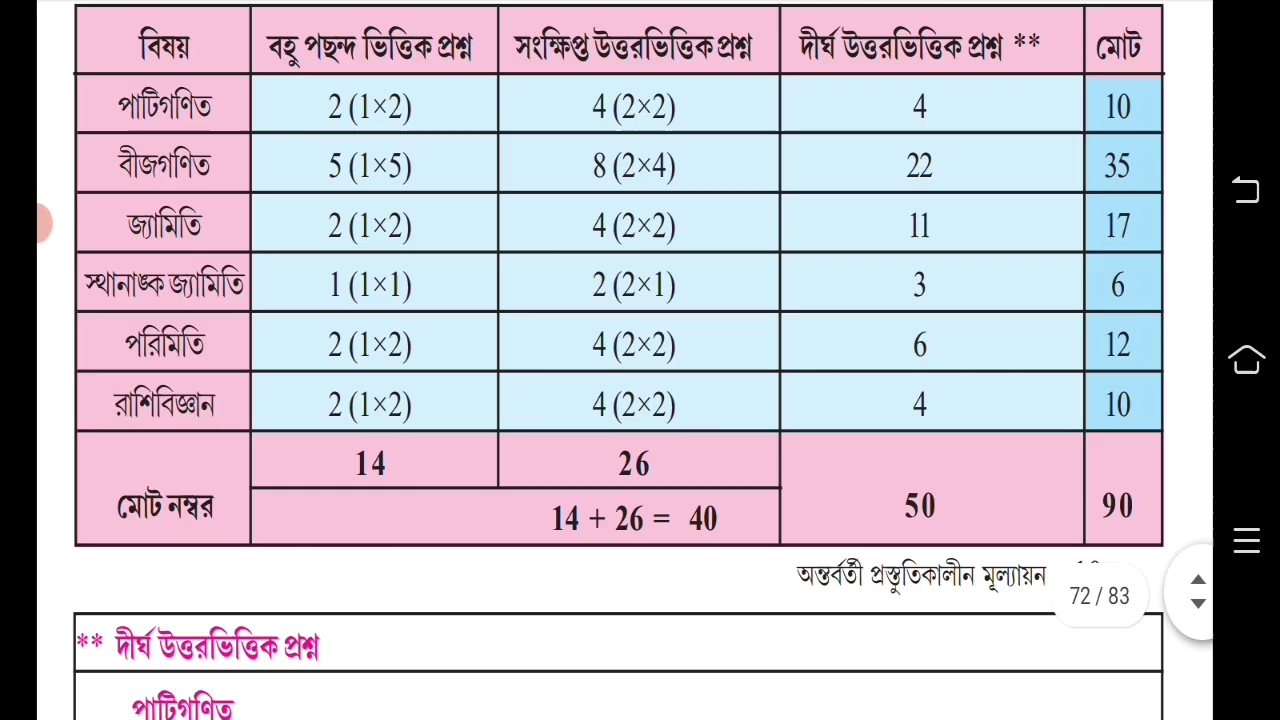 বিষয় বহু পছন্দ ভিত্তিক প্রশ্ন সংক্ষিপ্ত উত্তরভিত্তিক প্রশ্ন দীর্ঘ উত্তরভিত্তিক প্রশ্ন ** মোট
পাটিগণিত 2 (1×2) 4 (2×2) 4 10
বীজগণিত 5 (1×5) 8 (2×4) 22 35
জ্যামিতি 2 (1×2) 4 (2×2) 11 17
স্থানাঙ্ক জ্যামিতি 1 (1×1) 2 (2×1) 3 6
পরিমিতি 2 (1×2) 4 (2×2) 6 12
রাশিবিজ্ঞান 2 (1×2) 4 (2×2) 4 10
14 26
মোট নম্বর 14 + 26 = 40 50 90
অন্তর্বর্তী প্রস্তুতিকালীন মূল্যায়ন
72 / 83
** দীর্ঘ উত্তরভিত্তিক প্রশ্ন
পাটিগণিত